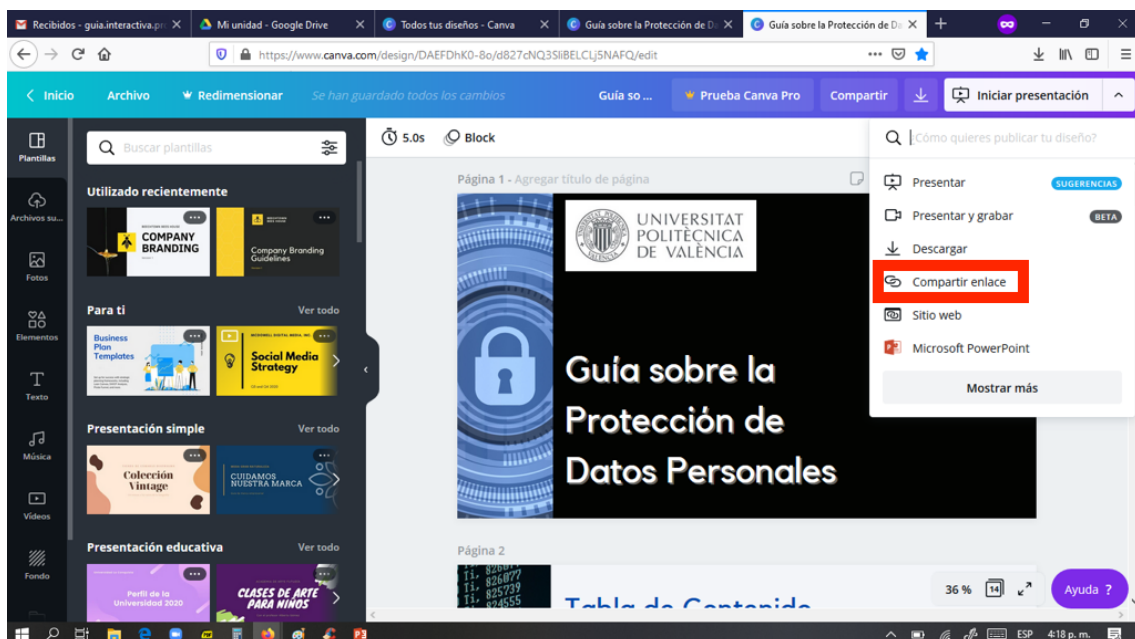 Recibidos - guia.interactiva.pr
Mi unidad - Google Drive
Todos tus diseños - Canva
Guía sobre la Protección de D
Guía sobre la Protección de Da
https://www.canva.com/design/DAEFDhK0-8o/d827cNQ3SliBELCLj5NAFQ/edit
Inicio
Archivo
Redimensionar
Se han guardado todos los cambios
Guía so ...
Prueba Canva Pro
Compartir
Iniciar presentación
Plantillas
Archivos su...
Fotos
Elementos
Texto
Música
Vídeos
Fondo
Buscar plantillas
Utilizado recientemente
COMPANY
BRANDING
Company Branding
Guidelines
Para ti
Ver todo
Business
Plan
Templates
Social Media
Strategy
Presentación simple
Ver todo
Colección
Vintage
CUIDAMOS
NUESTRA MARCA
Presentación educativa
Ver todo
Perfil de la
Universidad 2020
CLASES DE ARTE
PARA NIÑOS
5.0s
Block
Página 1 - Agregar título de página
UNIVERSITAT
POLITÈCNICA
DE VALÈNCIA
Guía sobre la
Protección de
Datos Personales
Página 2
Ti, 826077
Ti, 825739
Tabla de Contenido
¿Cómo quieres publicar tu diseño?
Presentar
SUGERENCIAS
Presentar y grabar
BETA
Descargar
Compartir enlace
Sitio web
Microsoft PowerPoint
Mostrar más
36 %
14
Ayuda ?
ESP
4:18 p. m.